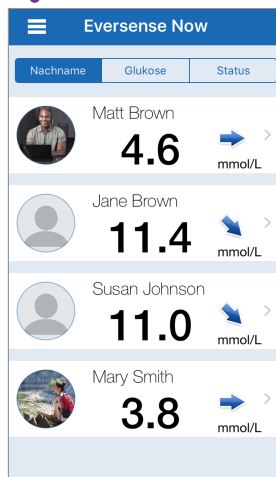 Eversense Now
Nachname Glukose Status
Matt Brown
4.6
mmol/L
Jane Brown
11.4
mmol/L
Susan Johnson
11.0
mmol/L
Mary Smith
3.8
mmol/L